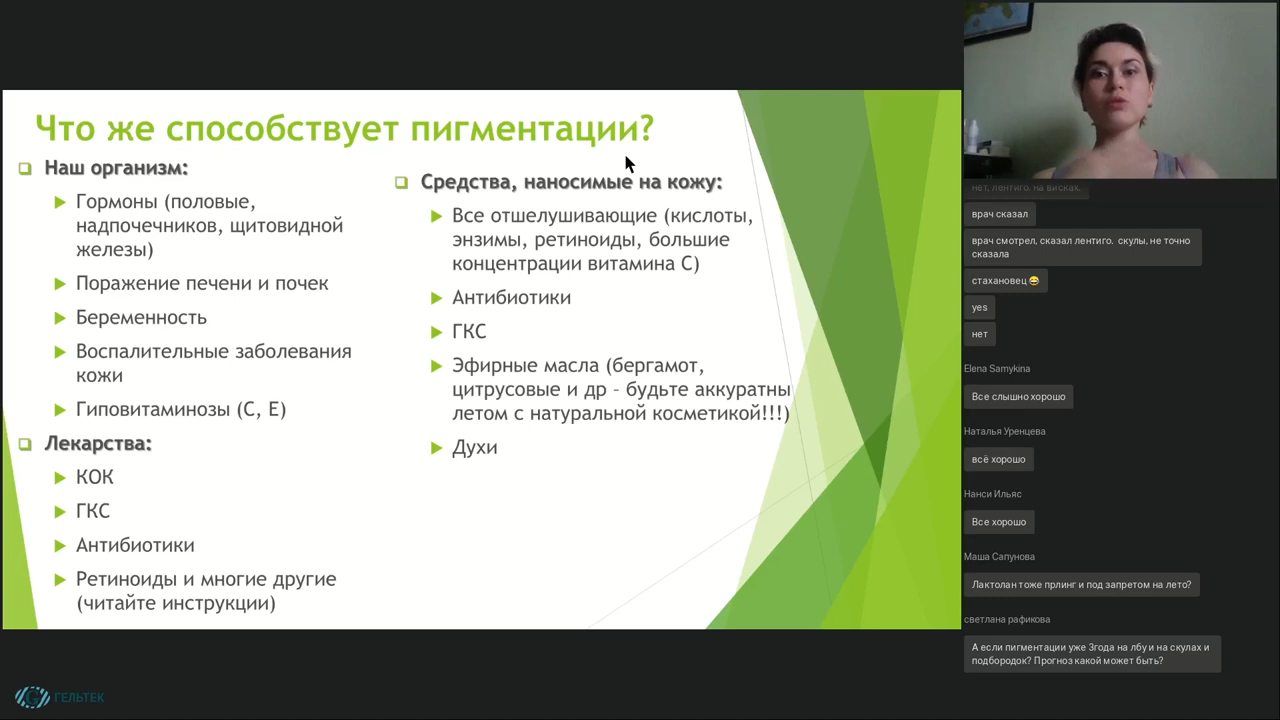 Что же способствует пигментации?
Наш организм:
Гормоны (половые,
надпочечников, щитовидной
железы)
Поражение печени и почек
Беременность
Воспалительные заболевания
кожи
Гиповитаминозы (С, Е)
Лекарства:
КОК
ГКС
Антибиотики
Ретиноиды и многие другие
(читайте инструкции)
Средства, наносимые на кожу:
Все отшелушивающие (кислоты,
энзимы, ретиноиды, большие
концентрации витамина С)
Антибиотики
ГКС
Эфирные масла (бергамот,
цитрусовые и др – будьте аккуратны
летом с натуральной косметикой!!!)
Духи
нет, лентиго. на висках.
врач сказал
врач смотрел, сказал лентиго. скулы, не точно
сказала
стахановец 😅
yes
нет
Elena Samykina
Все слышно хорошо
Наталья Уренцева
всё хорошо
Нанси Ильяс
Все хорошо
Маша Сапунова
Лактолан тоже прлинг и под запретом на лето?
светлана рафикова
А если пигментации уже 3года на лбу и на скулах и
подбородок? Прогноз какой может быть?
ГЕЛЬТЕК